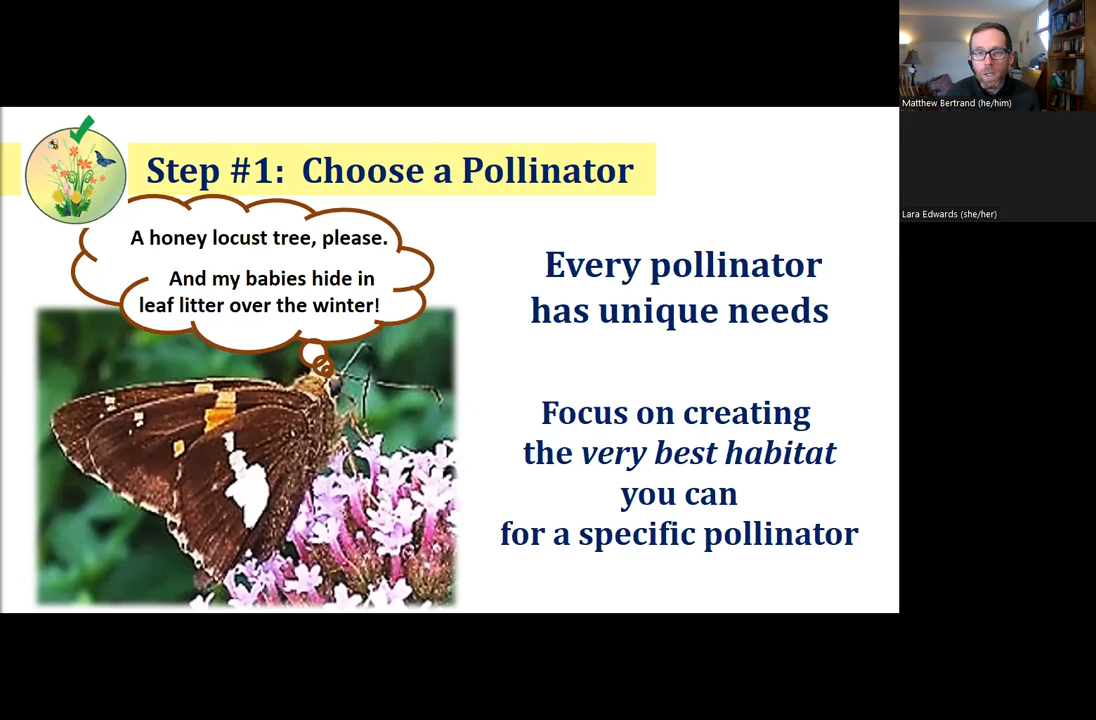 Step #1: Choose a Pollinator
A honey locust tree, please.
And my babies hide in
leaf litter over the winter!
Every pollinator
has unique needs
Focus on creating
the very best habitat
you can
for a specific pollinator
Matthew Bertrand (he/him)
Lara Edwards (she/her)